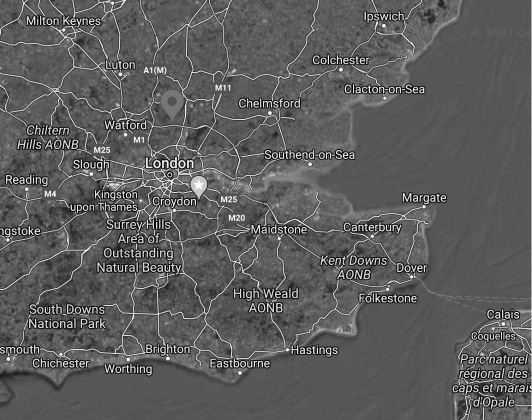 Milton Keynes
Ipswich
Luton
A1(M)
Colchester
M11
Clacton-on-Sea
Chelmsford
Watford
Chiltern
Hills AONB
M1
M25
London
Southend-on-Sea
Slough
Reading
M4
Kingston
upon Thames
Croydon
M25
Margate
M20
ngstoke
Surrey Hills
Area of
Outstanding
Natural Beauty
Maidstone
Canterbury
Kent Downs
AONB
Dover
High Weald
AONB
Folkestone
South Downs
National Park
Calais
Coquelles
smouth
Chichester
Brighton
Worthing
Eastbourne
Hastings
Parc naturel
régional des
caps et marais
d'Opale